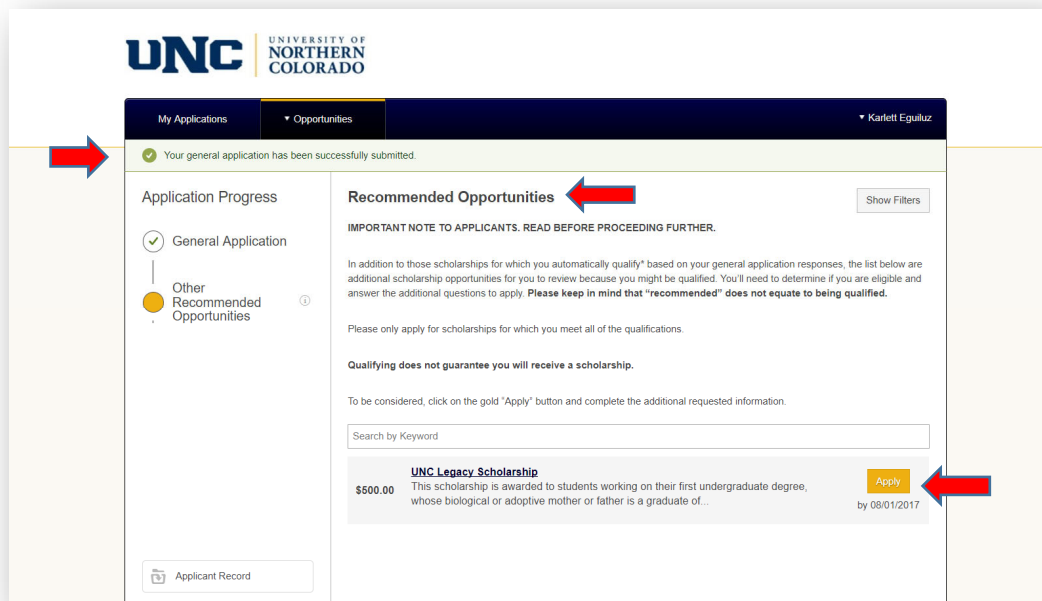 UNC
UNIVERSITY OF
NORTHERN
COLORADO
My Applications
▼ Opportunities
▼ Karlett Eguiluz
Your general application has been successfully submitted.
Application Progress
General Application
Other
Recommended
Opportunities
i
Recommended Opportunities
Show Filters
IMPORTANT NOTE TO APPLICANTS. READ BEFORE PROCEEDING FURTHER.
In addition to those scholarships for which you automatically qualify* based on your general application responses, the list below are
additional scholarship opportunities for you to review because you might be qualified. You'll need to determine if you are eligible and
answer the additional questions to apply. Please keep in mind that “recommended” does not equate to being qualified.
Please only apply for scholarships for which you meet all of the qualifications.
Qualifying does not guarantee you will receive a scholarship.
To be considered, click on the gold “Apply” button and complete the additional requested information.
Search by Keyword
$500.00
UNC Legacy Scholarship
This scholarship is awarded to students working on their first undergraduate degree,
whose biological or adoptive mother or father is a graduate of...
Apply
by 08/01/2017
Applicant Record